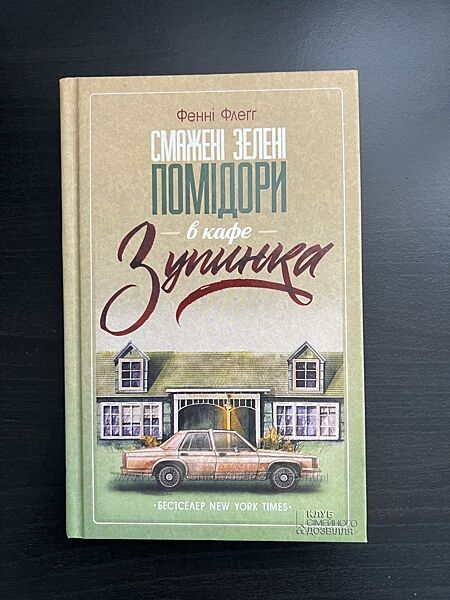 Фенні Флеґґ
СМАЖЕНІ ЗЕЛЕНІ
ПОМІДОРИ
в кафе
Зупинка
·БЕСТСЕЛЕР NEW YORK TIMES·
КЛУБ
СІМЕЙНОГО
ДОЗВІЛЛЯ